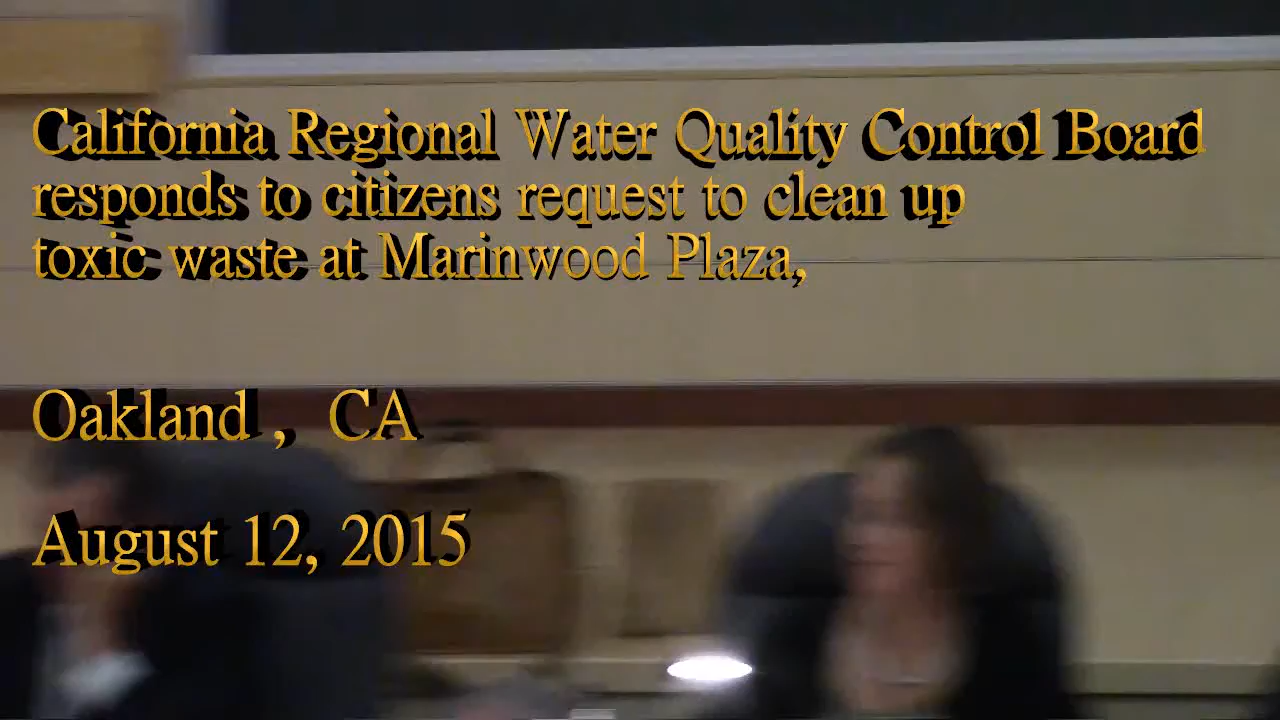 California Regional Water Quality Control Board
responds to citizens request to clean up
toxic waste at Marinwood Plaza,
Oakland , CA
August 12, 2015